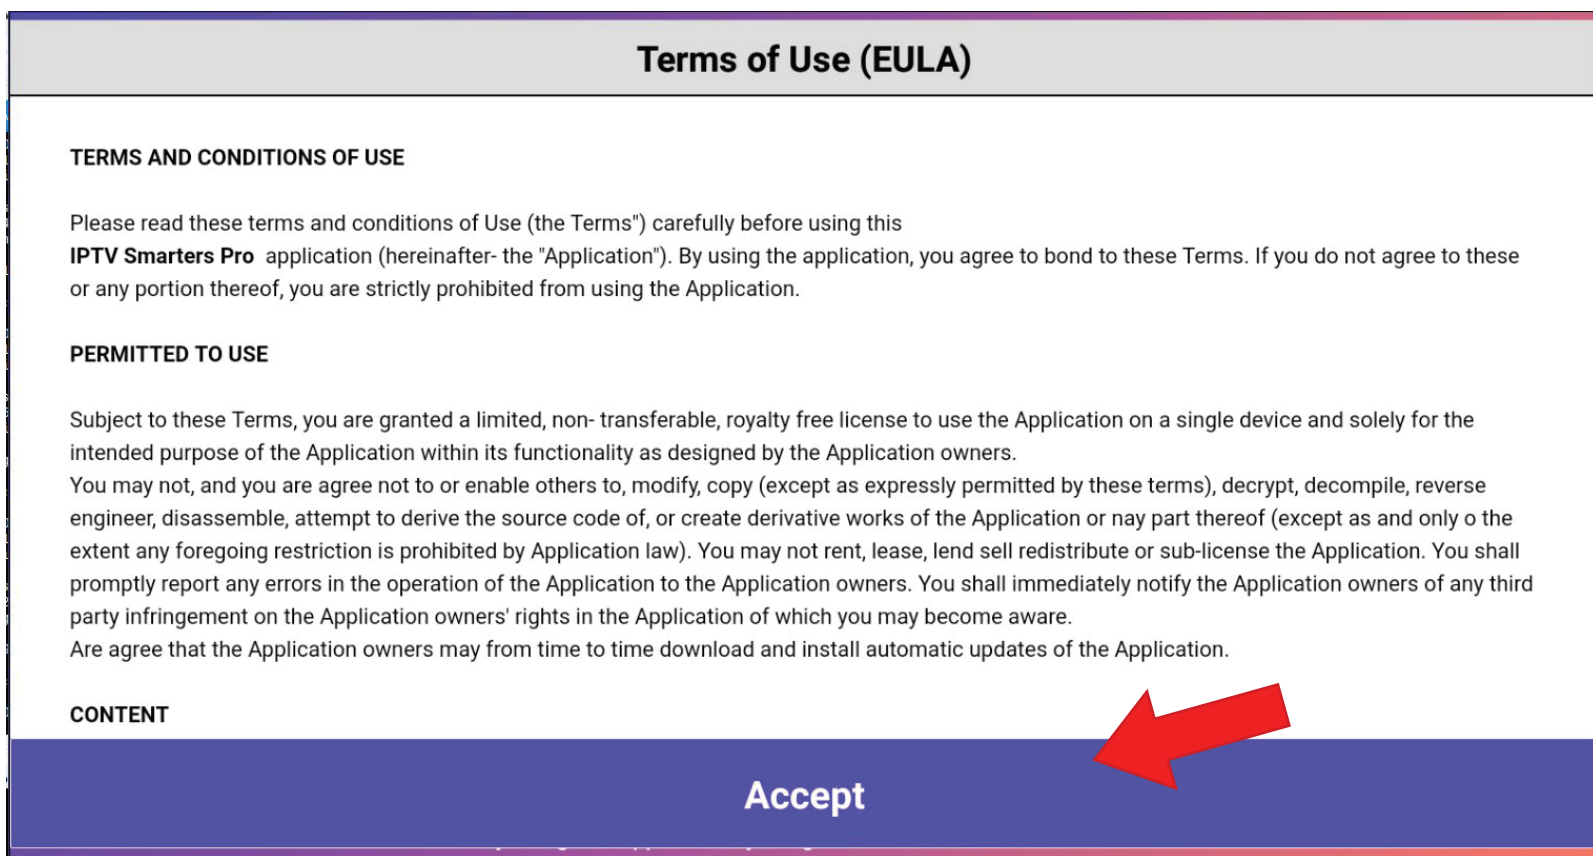 Terms of Use (EULA)
TERMS AND CONDITIONS OF USE
Please read these terms and conditions of Use (the Terms") carefully before using this
IPTV Smarters Pro application (hereinafter- the "Application"). By using the application, you agree to bond to these Terms. If you do not agree to these
or any portion thereof, you are strictly prohibited from using the Application.
PERMITTED TO USE
Subject to these Terms, you are granted a limited, non- transferable, royalty free license to use the Application on a single device and solely for the
intended purpose of the Application within its functionality as designed by the Application owners.
You may not, and you are agree not to or enable others to, modify, copy (except as expressly permitted by these terms), decrypt, decompile, reverse
engineer, disassemble, attempt to derive the source code of, or create derivative works of the Application or nay part thereof (except as and only o the
extent any foregoing restriction is prohibited by Application law). You may not rent, lease, lend sell redistribute or sub-license the Application. You shall
promptly report any errors in the operation of the Application to the Application owners. You shall immediately notify the Application owners of any third
party infringement on the Application owners' rights in the Application of which you may become aware.
Are agree that the Application owners may from time to time download and install automatic updates of the Application.
CONTENT
Accept